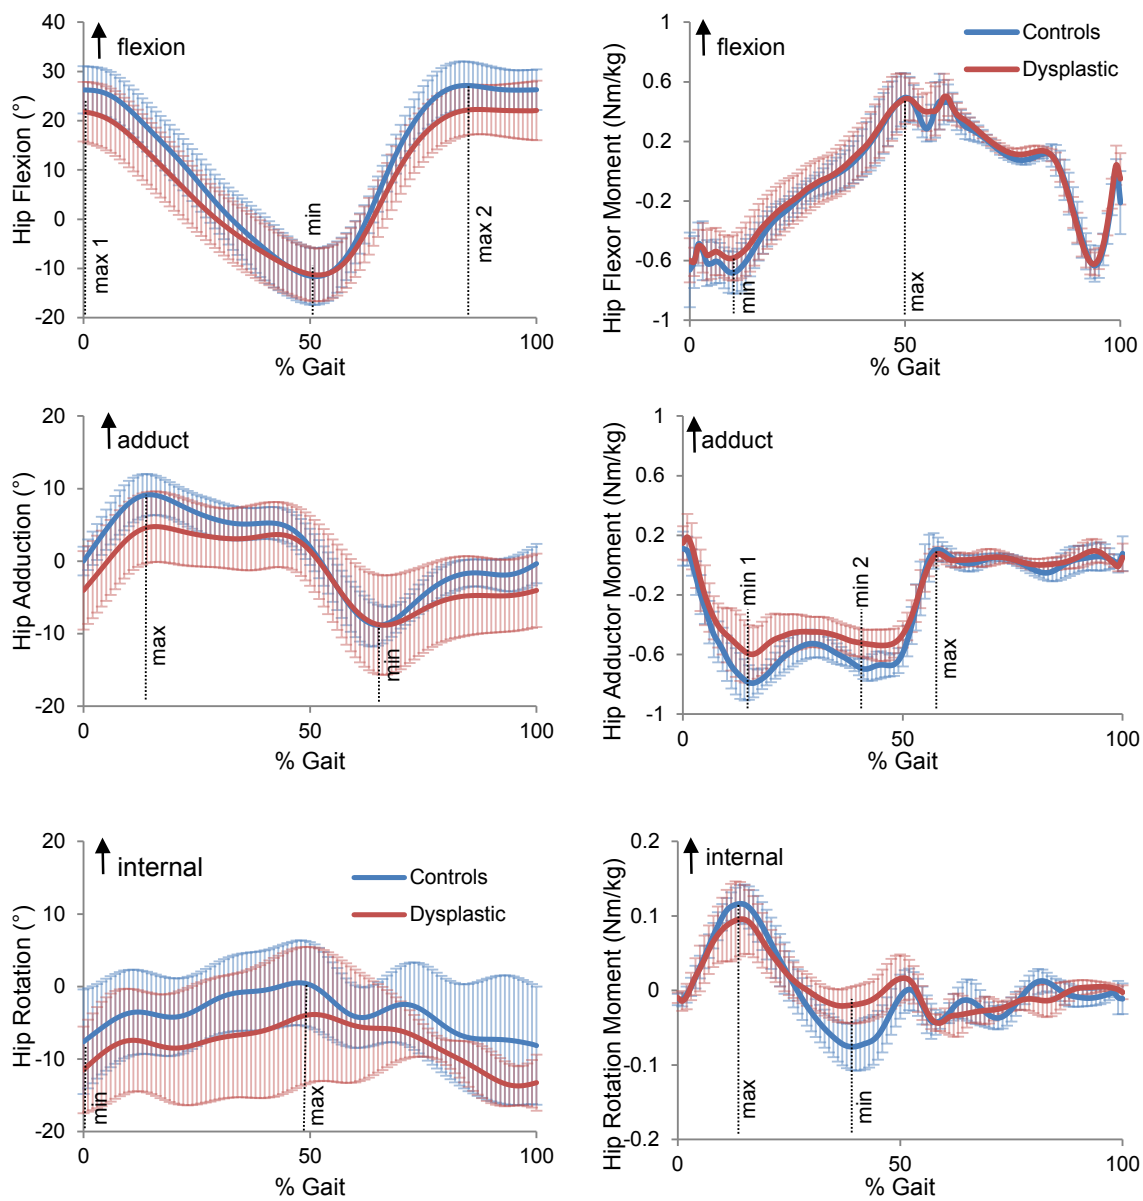 40
30
20
10
0
-10
-20
flexion
Hip Flexion (°)
max 1
min
max 2
0
50
100
% Gait
1
0.6
0.2
-0.2
-0.6
-1
flexion
Controls
Dysplastic
Hip Flexor Moment (Nm/kg)
min
max
0
50
100
% Gait
20
10
0
-10
-20
adduct
Hip Adduction (°)
max
min
0
50
100
% Gait
1
0.6
0.2
-0.2
-0.6
-1
adduct
Hip Adductor Moment (Nm/kg)
min 1
min 2
max
0
50
100
% Gait
20
10
0
-10
-20
internal
Controls
Dysplastic
Hip Rotation (°)
min
max
0
50
100
% Gait
0.2
0.1
0
-0.1
-0.2
internal
Hip Rotation Moment (Nm/kg)
max
min
0
50
100
% Gait